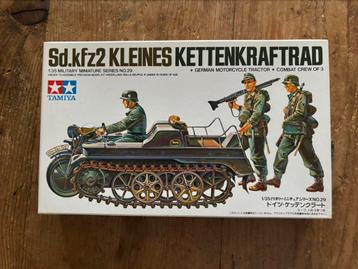 Sd.kfz2 KLEINES KETTENKRAFTRAD
1/35 MILITARY MINIATURE SERIES NO.29
• GERMAN MOTORCYCLE TRACTOR • COMBAT CREW OF 3
TAMIYA
1/35ミリタリーミニチュアシリーズNO.29
ドイツ・ケッテンクラート